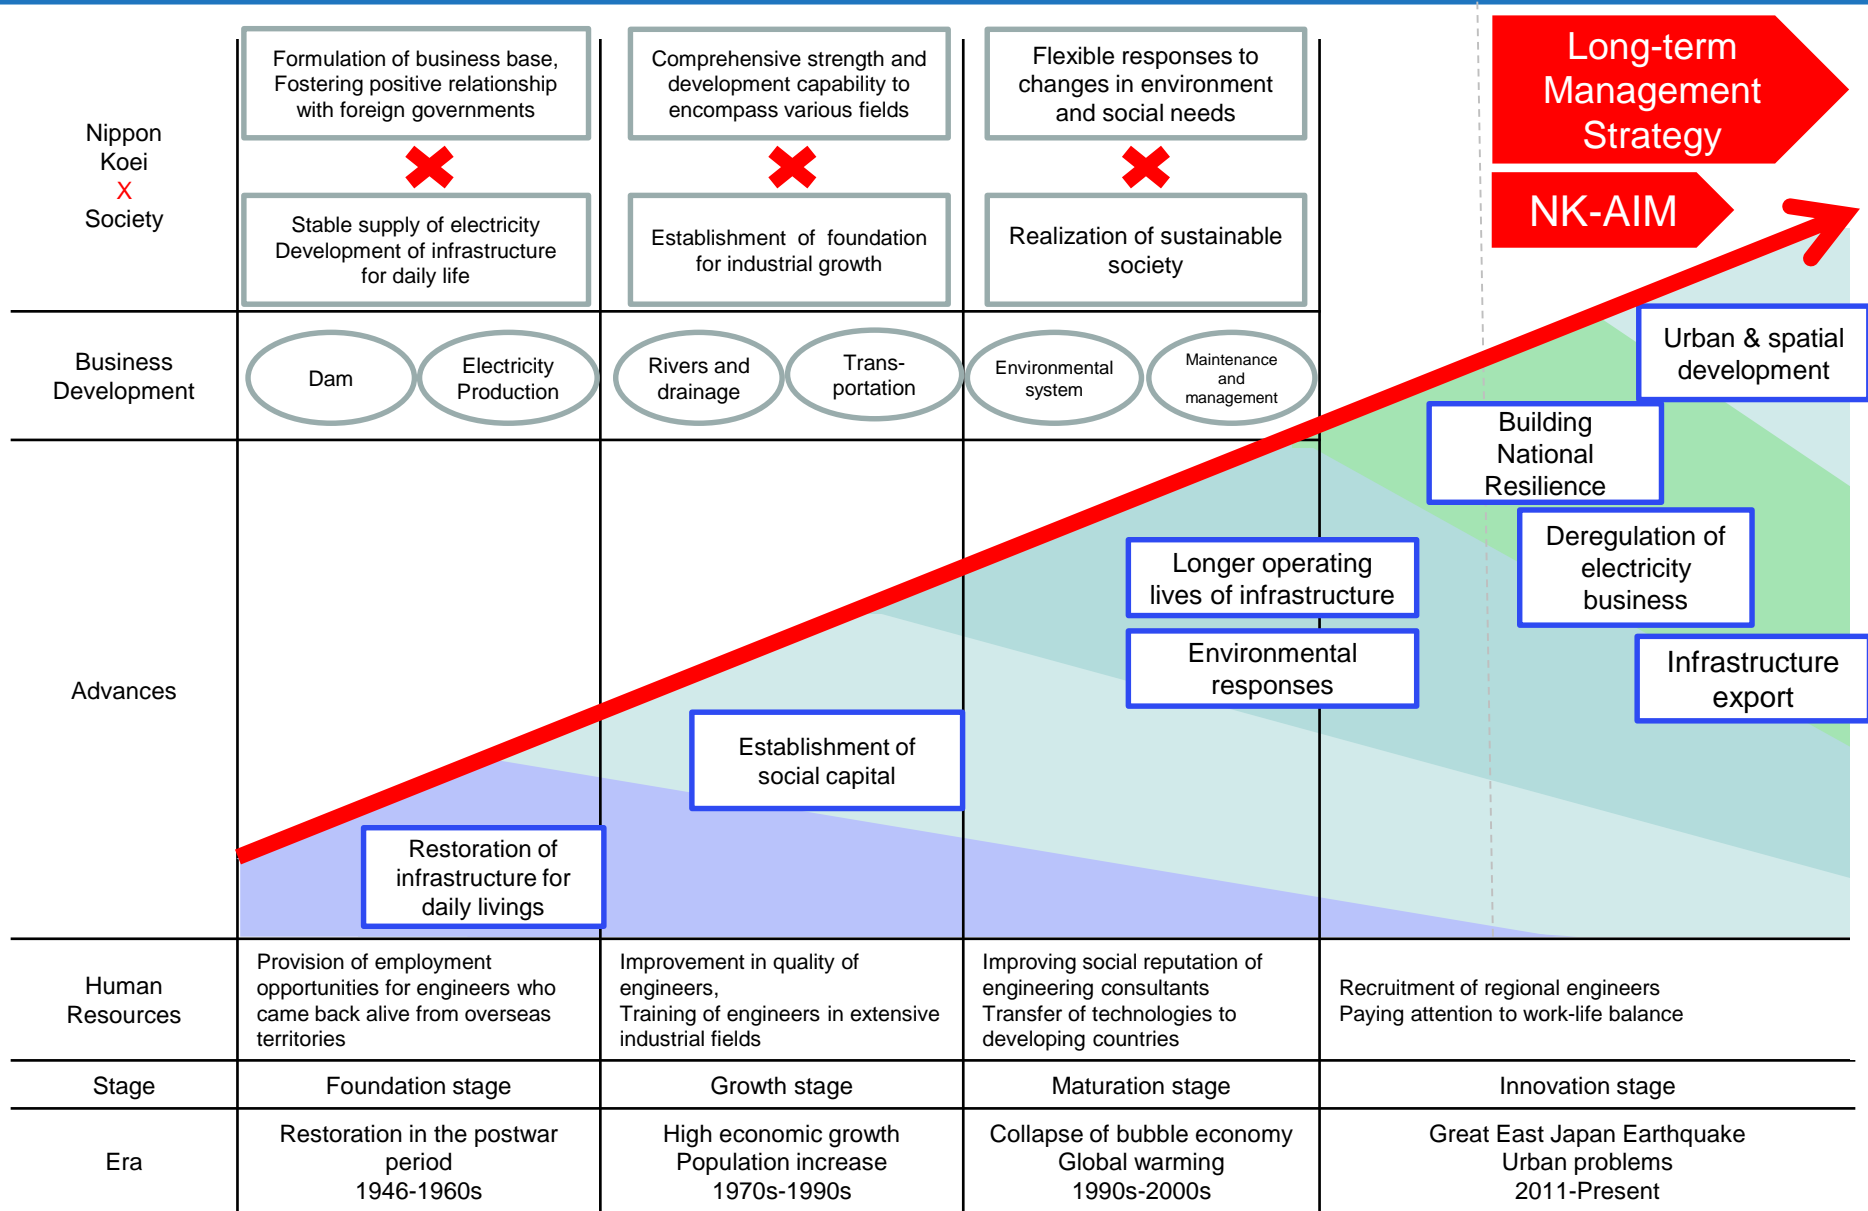 Nippon
Koei
X
Society
Formulation of business base,
Fostering positive relationship
with foreign governments
Stable supply of electricity
Development of infrastructure
for daily life
Comprehensive strength and
development capability to
encompass various fields
Establishment of foundation
for industrial growth
Flexible responses to
changes in environment
and social needs
Realization of sustainable
society
Long-term
Management
Strategy
NK-AIM
Business
Development
Dam
Electricity
Production
Rivers and
drainage
Trans-
portation
Environmental
system
Maintenance
and
management
Advances
Restoration of
infrastructure for
daily livings
Establishment of
social capital
Longer operating
lives of infrastructure
Environmental
responses
Building
National
Resilience
Urban & spatial
development
Deregulation of
electricity
business
Infrastructure
export
Human
Resources
Provision of employment
opportunities for engineers who
came back alive from overseas
territories
Improvement in quality of
engineers,
Training of engineers in extensive
industrial fields
Improving social reputation of
engineering consultants
Transfer of technologies to
developing countries
Recruitment of regional engineers
Paying attention to work-life balance
Stage
Foundation stage
Growth stage
Maturation stage
Innovation stage
Era
Restoration in the postwar
period
1946-1960s
High economic growth
Population increase
1970s-1990s
Collapse of bubble economy
Global warming
1990s-2000s
Great East Japan Earthquake
Urban problems
2011-Present